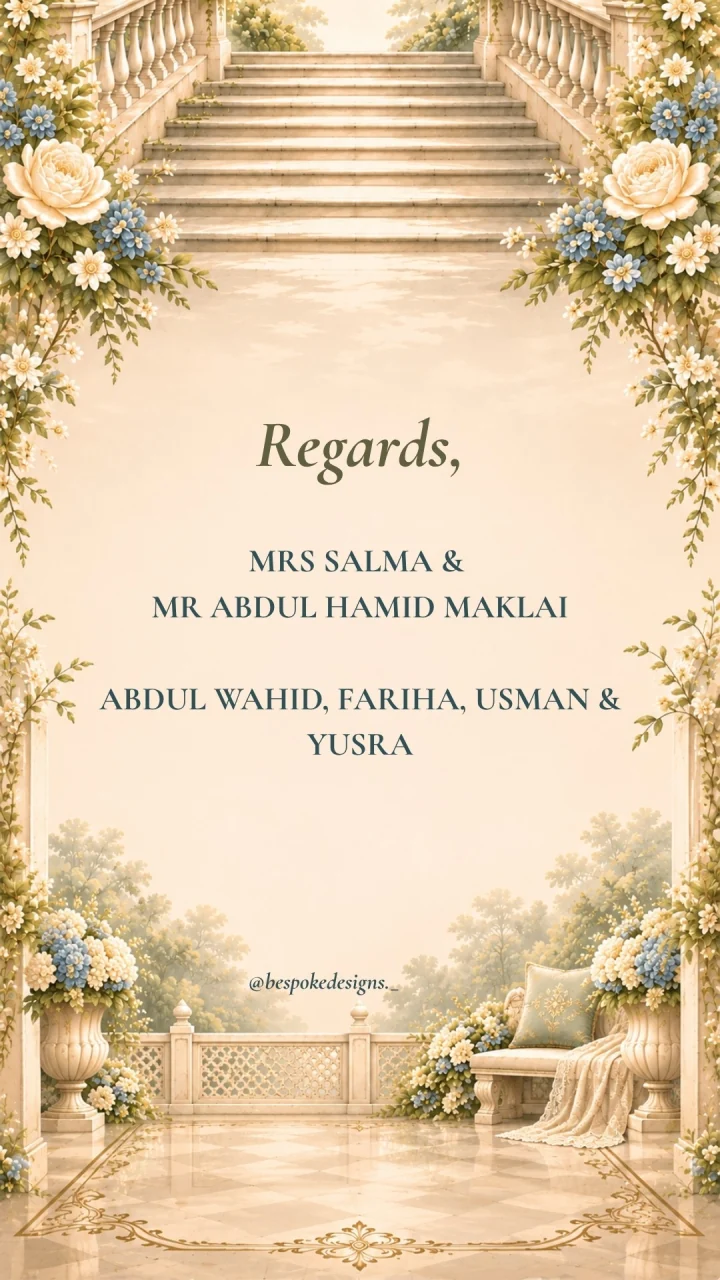 Regards,
MRS SALMA &
MR ABDUL HAMID MAKLAI
ABDUL WAHID, FARIHA, USMAN &
YUSRA
@bespokedesigns._